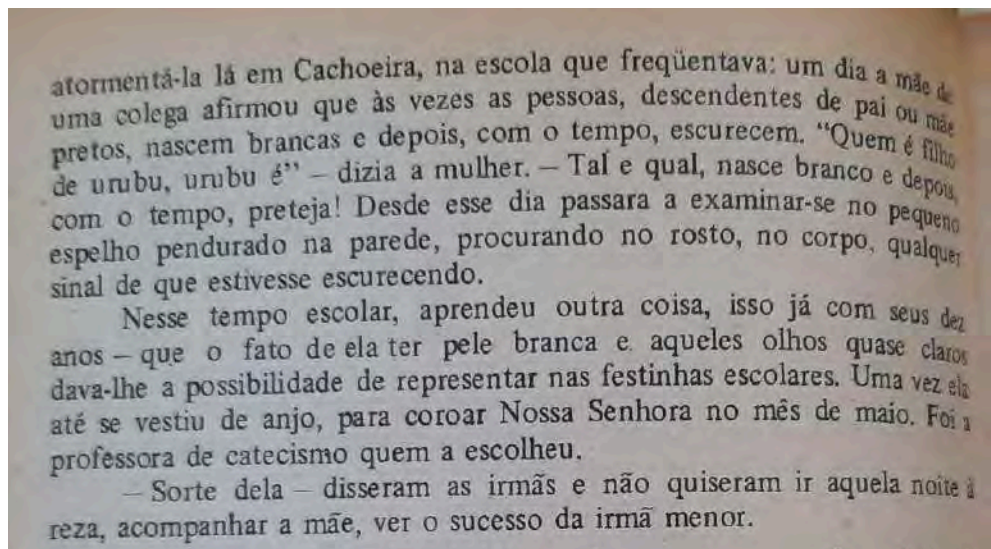 atormentá-la lá em Cachoeira, na escola que freqüentava: um dia a mãe de
uma colega afirmou que às vezes as pessoas, descendentes de pai ou mãe
pretos, nascem brancas e depois, com o tempo, escurecem. “Quem é filho
de urubu, urubu é” – dizia a mulher. – Tal e qual, nasce branco e depois,
com o tempo, preteja! Desde esse dia passara a examinar-se no pequeno
espelho pendurado na parede, procurando no rosto, no corpo, qualquer
sinal de que estivesse escurecendo.
Nesse tempo escolar, aprendeu outra coisa, isso já com seus dez
anos – que o fato de ela ter pele branca e aqueles olhos quase claros
dava-lhe a possibilidade de representar nas festinhas escolares. Uma vez ela
até se vestiu de anjo, para coroar Nossa Senhora no mês de maio. Foi a
professora de catecismo quem a escolheu.
– Sorte dela – disseram as irmãs e não quiseram ir aquela noite à
reza, acompanhar a mãe, ver o sucesso da irmã menor.